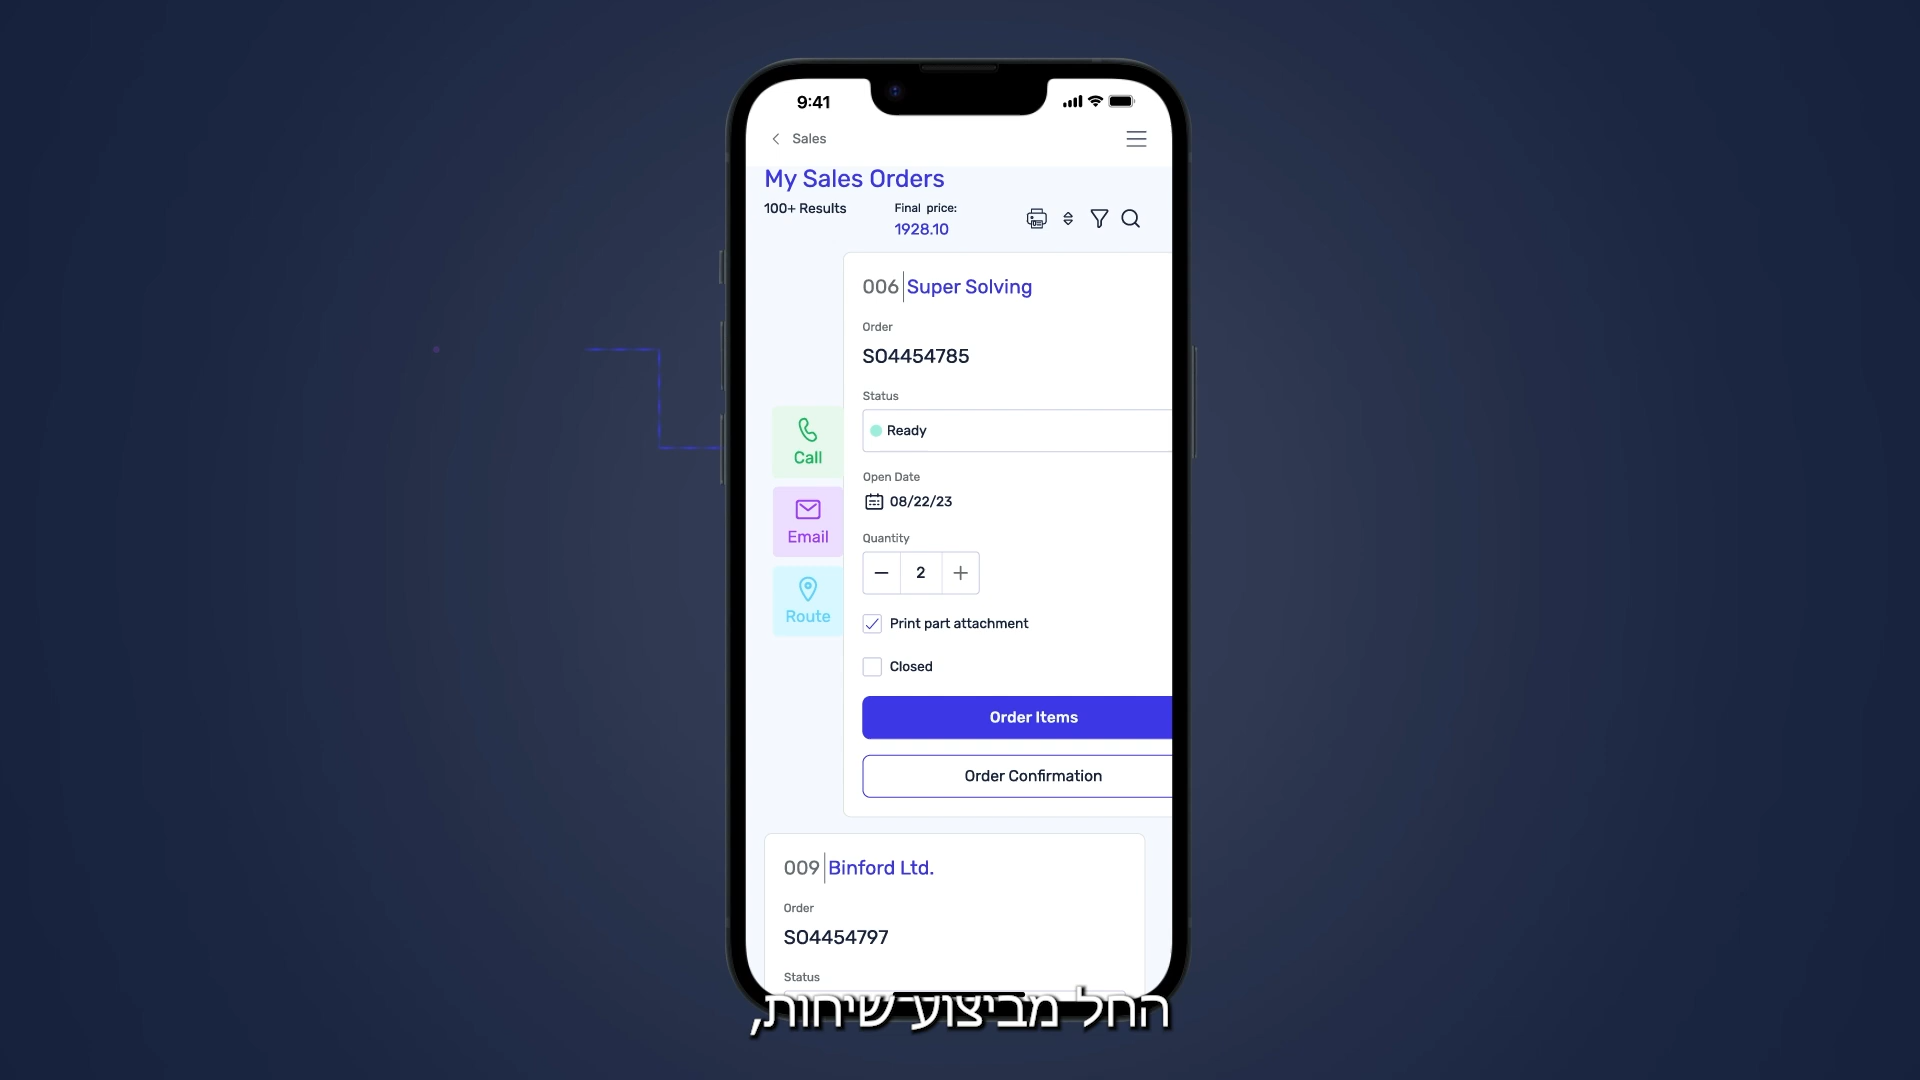 9:41
Sales
My Sales Orders
100+ Results
Final price:
1928.10
006 Super Solving
Order
SO4454785
Status
Ready
Call
Open Date
08/22/23
Email
Quantity
2
Route
Print part attachment
Closed
Order Items
Order Confirmation
009 Binford Ltd.
Order
SO4454797
Status
החל מביצוע שיחות,